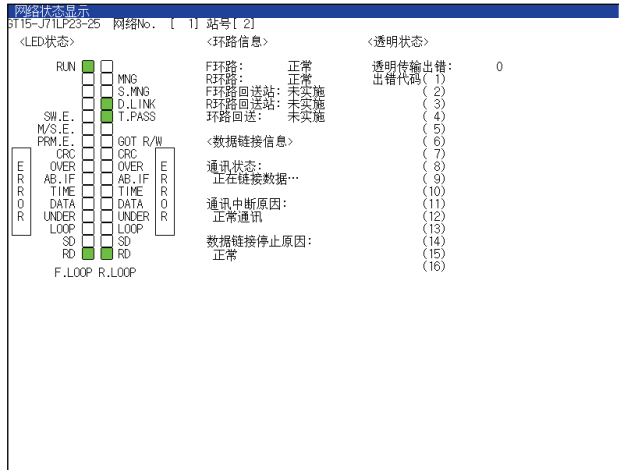 网络状态显示
GT15-J71LP23-25 网络No. [ 1] 站号[ 2]
<LED状态> <环路信息> <透明状态>
RUN F环路: 正常 透明传输出错: 0
MNG R环路: 正常 出错代码( 1)
S.MNG F环路回送站: 未实施 ( 2)
D.LINK R环路回送站: 未实施 ( 3)
SW.E. T.PASS 环路回送: 未实施 ( 4)
M/S.E. ( 5)
PRM.E. GOT R/W <数据链接信息> ( 6)
CRC CRC ( 7)
E OVER OVER E 通讯状态: ( 8)
R AB.IF AB.IF R 正在链接数据… ( 9)
R TIME TIME R (10)
O DATA DATA O 通讯中断原因: (11)
R UNDER UNDER R 正常通讯 (12)
LOOP LOOP (13)
SD SD 数据链接停止原因: (14)
RD RD 正常 (15)
(16)
F.LOOP R.LOOP